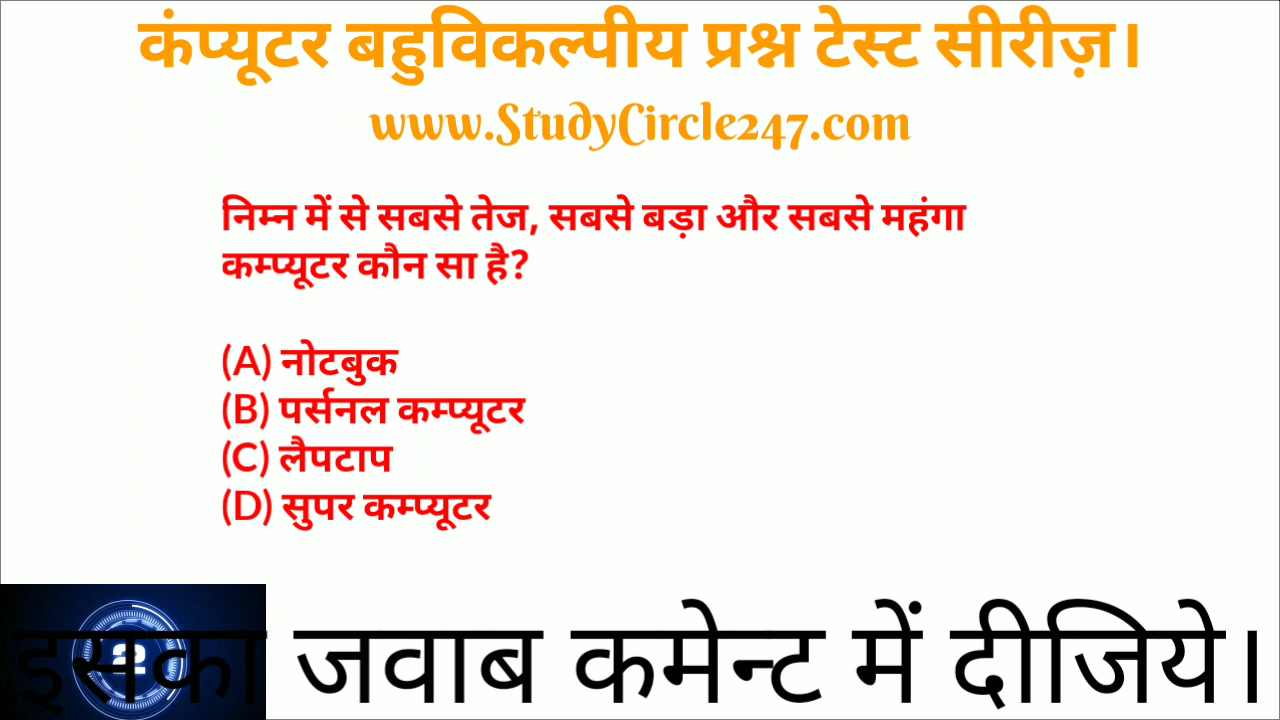 कंप्यूटर बहुविकल्पीय प्रश्न टेस्ट सीरीज़।
www.StudyCircle247.com
निम्न में से सबसे तेज, सबसे बड़ा और सबसे महंगा
कम्प्यूटर कौन सा है?
(A) नोटबुक
(B) पर्सनल कम्प्यूटर
(C) लैपटाप
(D) सुपर कम्प्यूटर
2
इसका जवाब कमेन्ट में दीजिये।